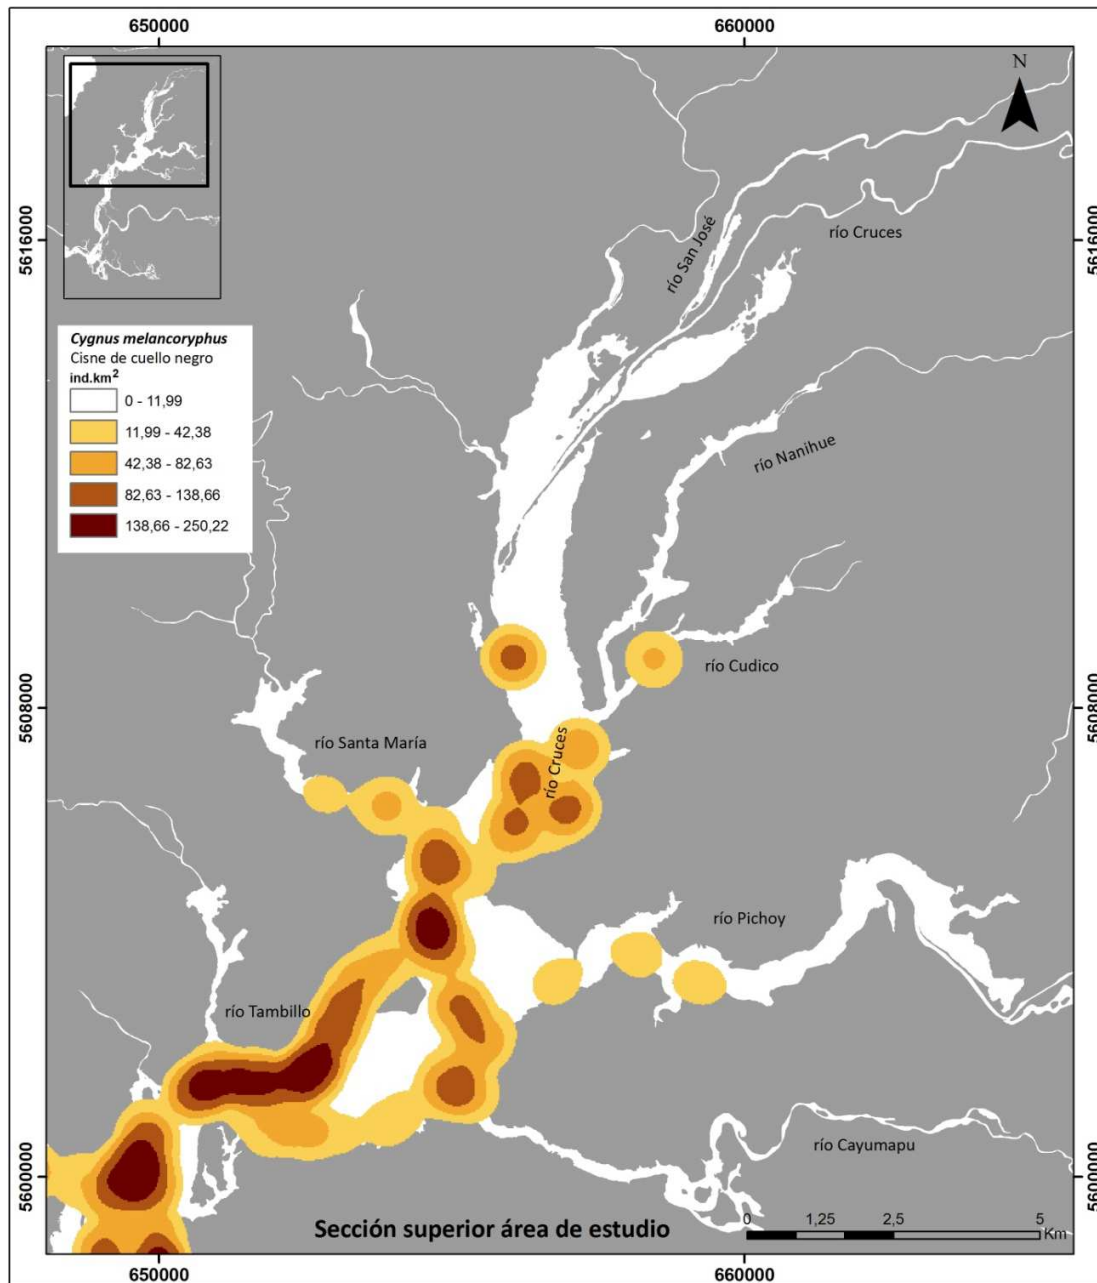 650000 660000
N
5616000 5616000
río San José
río Cruces
Cygnus melancoryphus
Cisne de cuello negro
ind.km2
0 - 11,99
11,99 - 42,38
42,38 - 82,63
82,63 - 138,66
138,66 - 250,22
río Nanihue
río Cudico
5608000 5608000
río Santa María
río Cruces
río Pichoy
río Tambillo
río Cayumapu
5600000 5600000
Sección superior área de estudio
0 1,25 2,5 5
Km
650000 660000